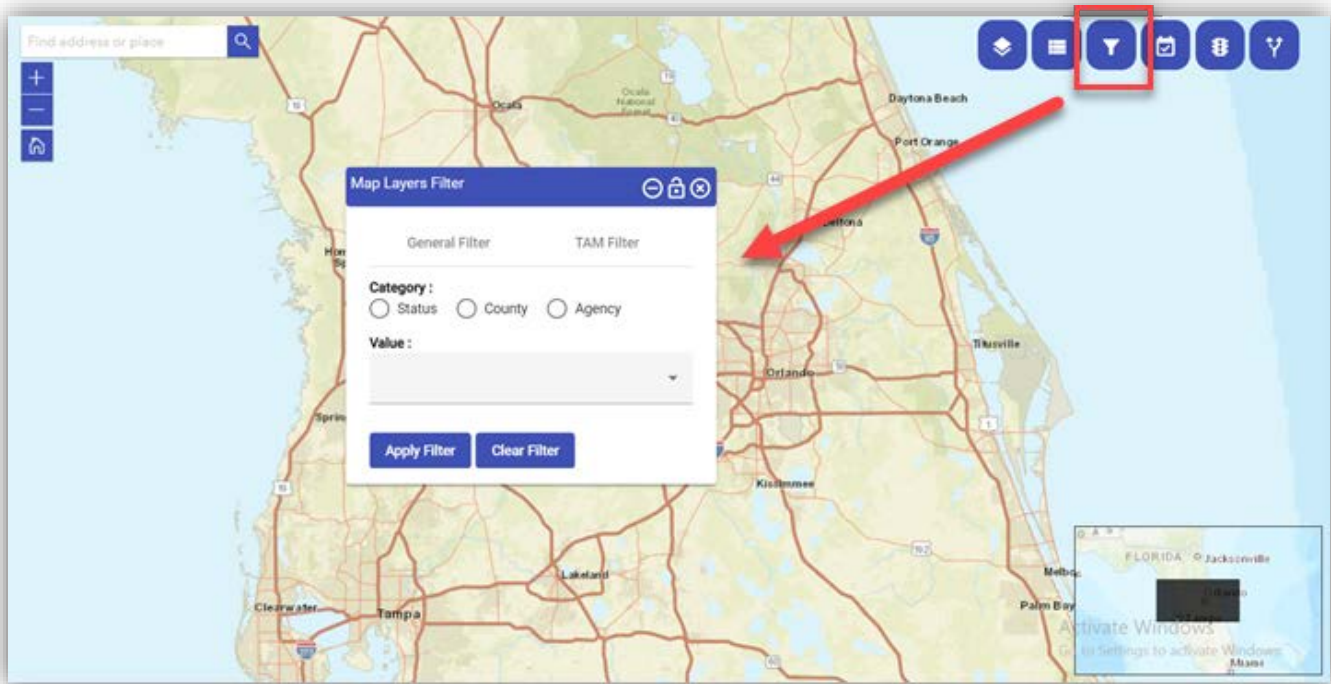 Find address or place
Daytona Beach
Ocala
Ocala
National
Forest
Port Orange
Map Layers Filter
Deltona
General Filter TAM Filter
Category :
Status County Agency
Value :
Titusville
Orlando
Apply Filter Clear Filter
Kissimmee
192
FLORIDA Jacksonville
Lakeland
Orlando
Palm Bay
Clearwater
Tampa
Activate Windows
Go to Settings to activate Windows.
Miami